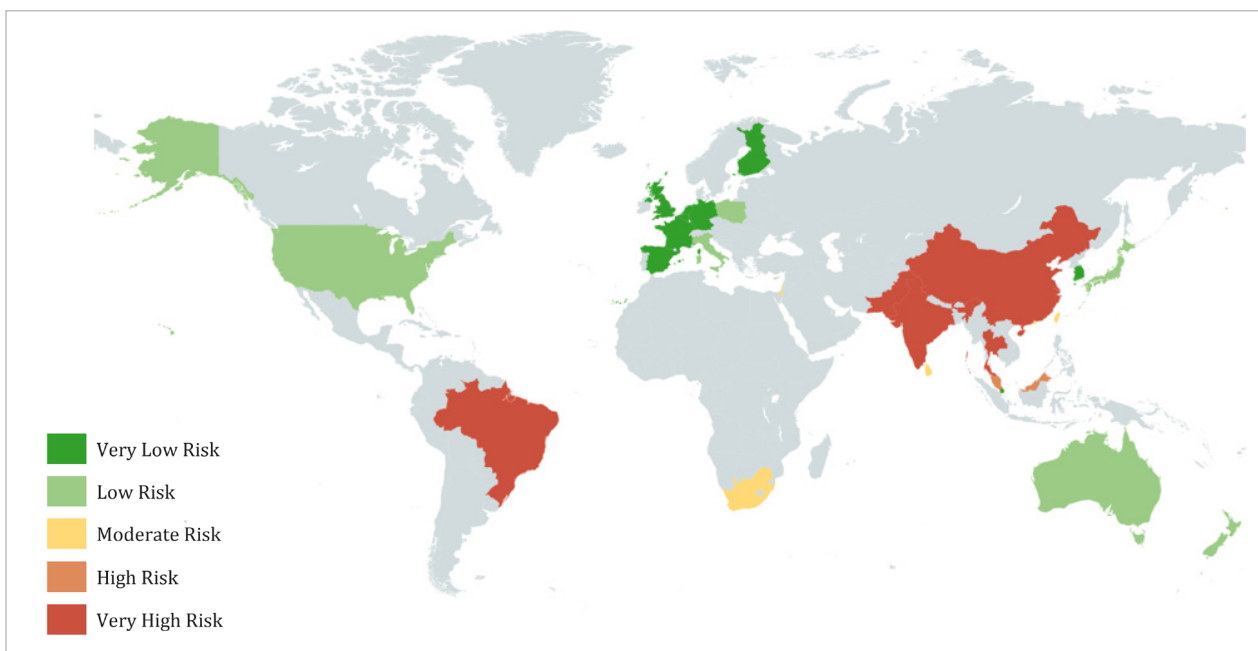 Very Low Risk
Low Risk
Moderate Risk
High Risk
Very High Risk